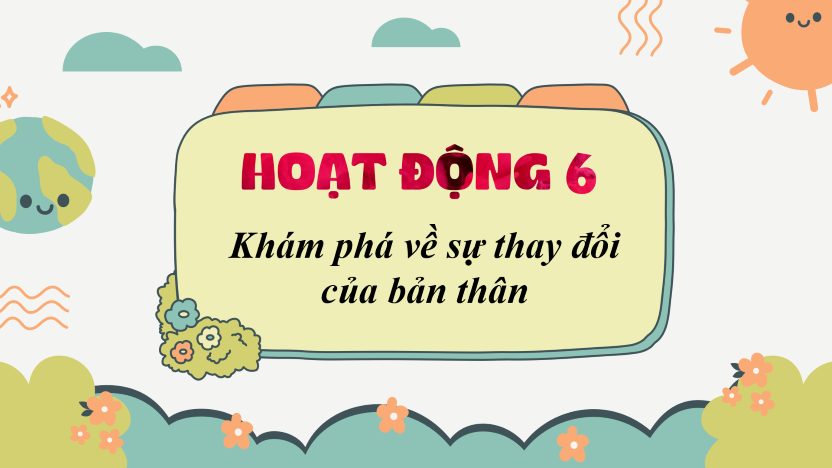 HOẠT ĐỘNG 6
Khám phá về sự thay đổi
của bản thân